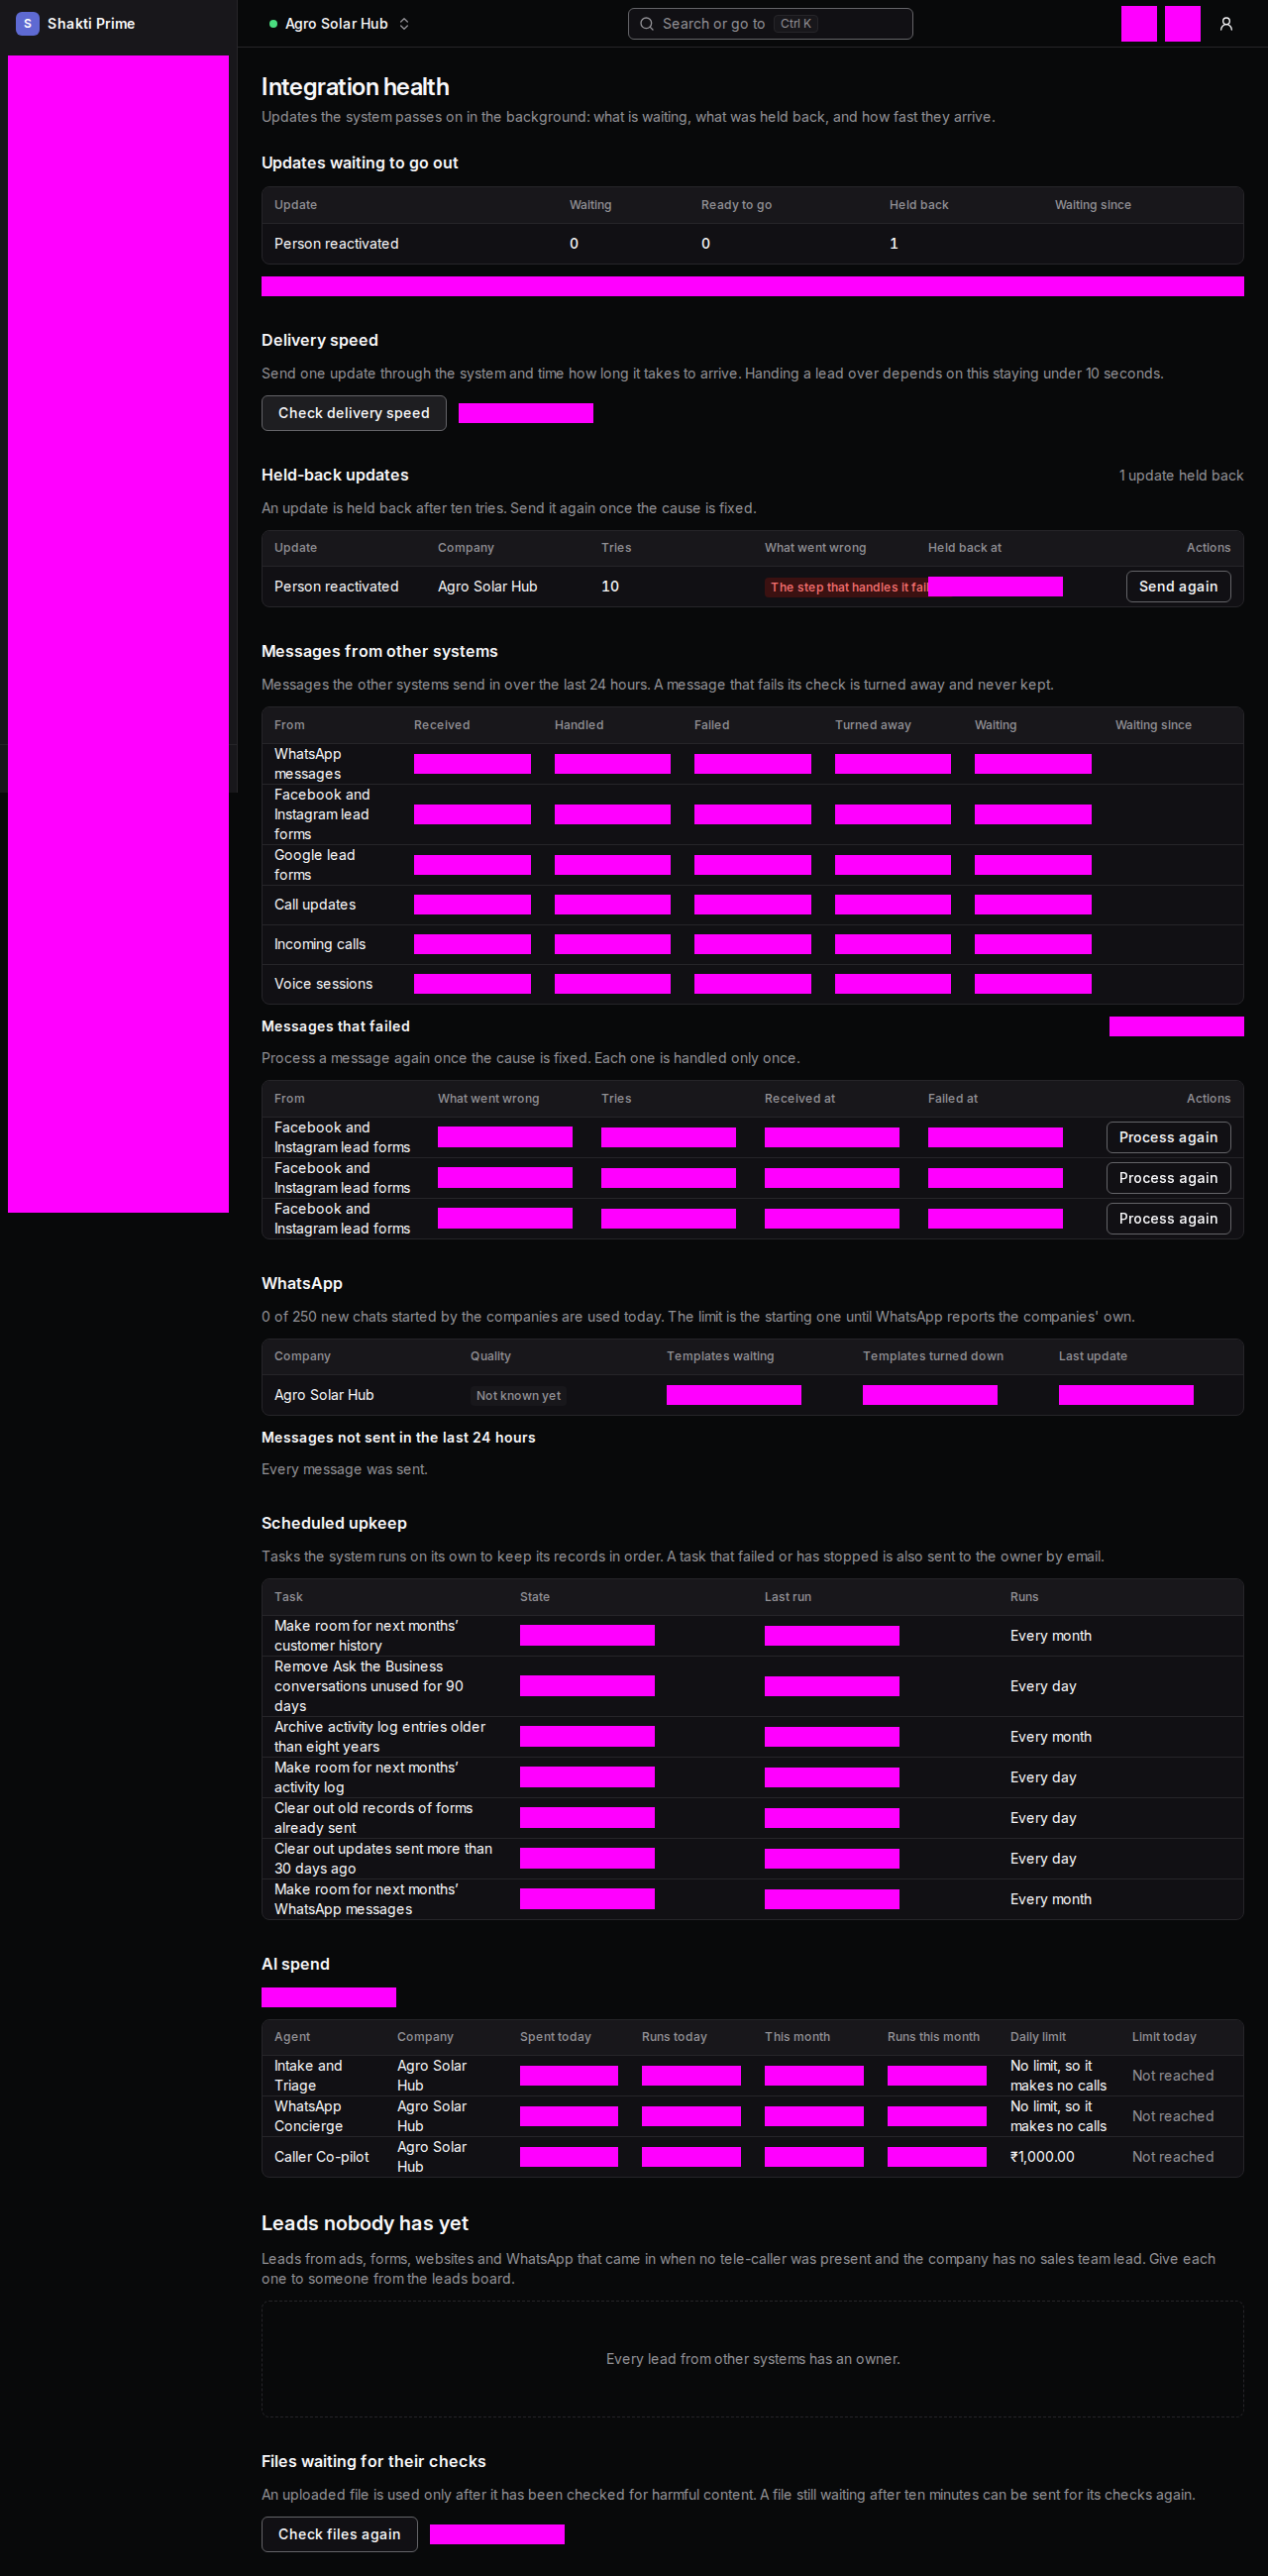 S Shakti Prime
Agro Solar Hub
Search or go to Ctrl K
Integration health
Updates the system passes on in the background: what is waiting, what was held back, and how fast they arrive.
Updates waiting to go out
Update Waiting Ready to go Held back Waiting since
Person reactivated 0 0 1
Delivery speed
Send one update through the system and time how long it takes to arrive. Handing a lead over depends on this staying under 10 seconds.
Check delivery speed
Held-back updates 1 update held back
An update is held back after ten tries. Send it again once the cause is fixed.
Update Company Tries What went wrong Held back at Actions
Person reactivated Agro Solar Hub 10 The step that handles it Send again
Messages from other systems
Messages the other systems send in over the last 24 hours. A message that fails its check is turned away and never kept.
From Received Handled Failed Turned away Waiting Waiting since
WhatsApp
messages
Facebook and
Instagram lead
forms
Google lead
forms
Call updates
Incoming calls
Voice sessions
Messages that failed
Process a message again once the cause is fixed. Each one is handled only once.
From What went wrong Tries Received at Failed at Actions
Facebook and
Instagram lead forms Process again
Facebook and
Instagram lead forms Process again
Facebook and
Instagram lead forms Process again
WhatsApp
0 of 250 new chats started by the companies are used today. The limit is the starting one until WhatsApp reports the companies' own.
Company Quality Templates waiting Templates turned down Last update
Agro Solar Hub Not known yet
Messages not sent in the last 24 hours
Every message was sent.
Scheduled upkeep
Tasks the system runs on its own to keep its records in order. A task that failed or has stopped is also sent to the owner by email.
Task State Last run Runs
Make room for next months’
customer history Every month
Remove Ask the Business
conversations unused for 90
days Every day
Archive activity log entries older
than eight years Every month
Make room for next months’
activity log Every day
Clear out old records of forms
already sent Every day
Clear out updates sent more than
30 days ago Every day
Make room for next months’
WhatsApp messages Every month
AI spend
Agent Company Spent today Runs today This month Runs this month Daily limit Limit today
Intake and Agro Solar No limit, so it
Triage Hub makes no calls Not reached
WhatsApp Agro Solar No limit, so it
Concierge Hub makes no calls Not reached
Caller Co-pilot Agro Solar ₹1,000.00 Not reached
Hub
Leads nobody has yet
Leads from ads, forms, websites and WhatsApp that came in when no tele-caller was present and the company has no sales team lead. Give each
one to someone from the leads board.
Every lead from other systems has an owner.
Files waiting for their checks
An uploaded file is used only after it has been checked for harmful content. A file still waiting after ten minutes can be sent for its checks again.
Check files again